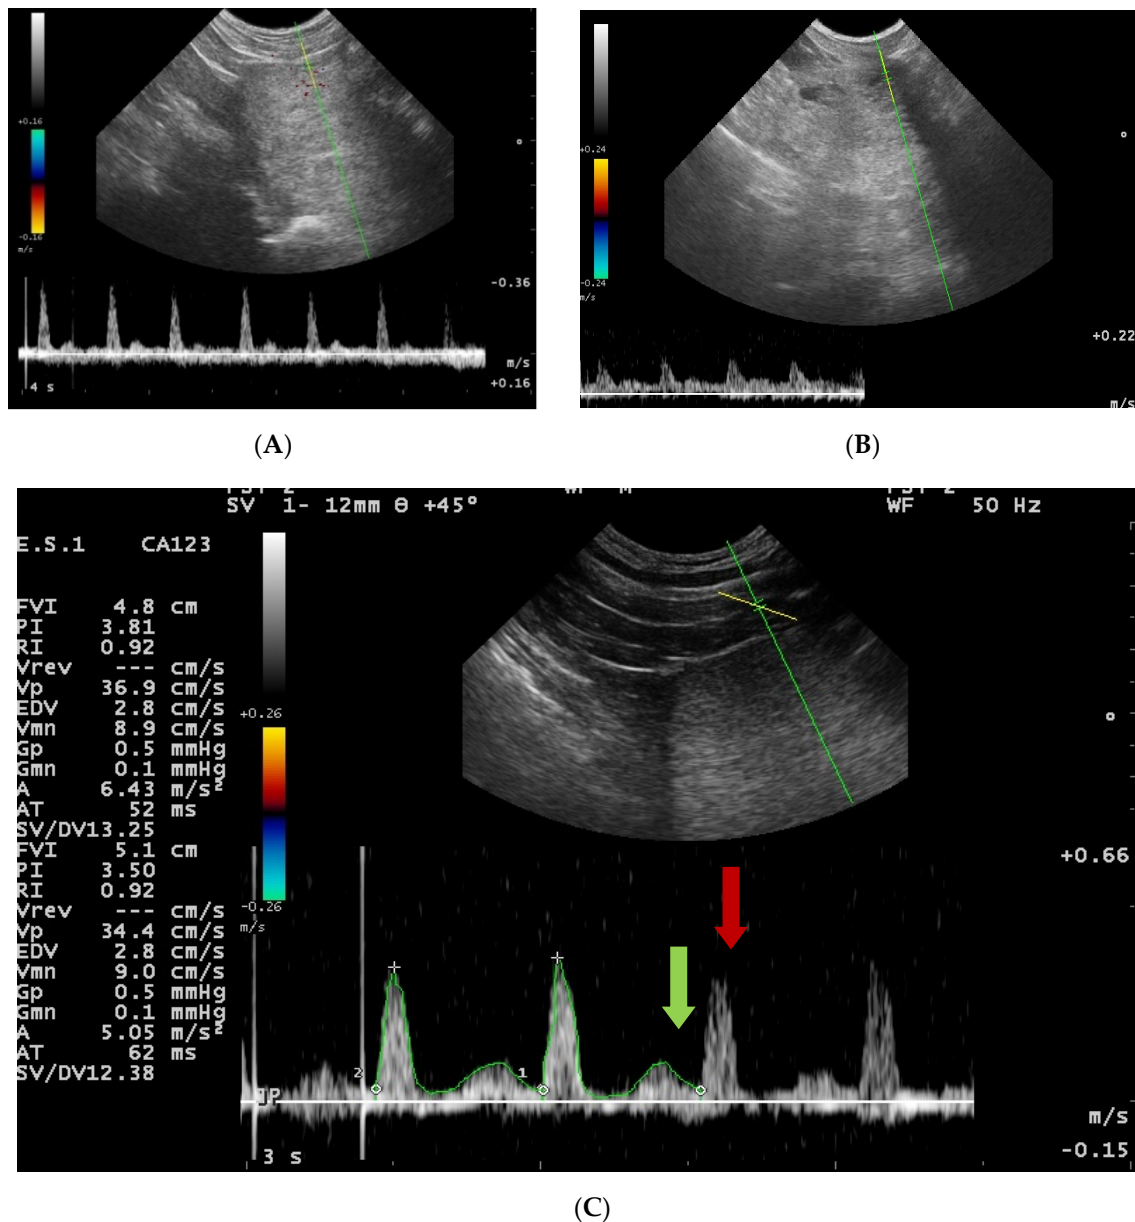 +0.16
-0.16
m/s
-0.36
m/s
+0.16
4 s
+0.24
-0.24
m/s
+0.22
m/s
(A)
(B)
SV 1- 12mm θ +45°
WF 50 Hz
E.S.1 CA123
FVI 4.8 cm
PI 3.81
RI 0.92
Vrev --- cm/s
Vp 36.9 cm/s
EDV 2.8 cm/s
Vmn 8.9 cm/s
Gp 0.5 mmHg
Gmn 0.1 mmHg
A 6.43 m/s²
AT 52 ms
SV/DV13.25
FVI 5.1 cm
PI 3.50
RI 0.92
Vrev --- cm/s
Vp 34.4 cm/s
EDV 2.8 cm/s
Vmn 9.0 cm/s
Gp 0.5 mmHg
Gmn 0.1 mmHg
A 5.05 m/s²
AT 62 ms
SV/DV12.38
+0.26
-0.26
m/s
+0.66
2
1
m/s
-0.15
3 s
(C)